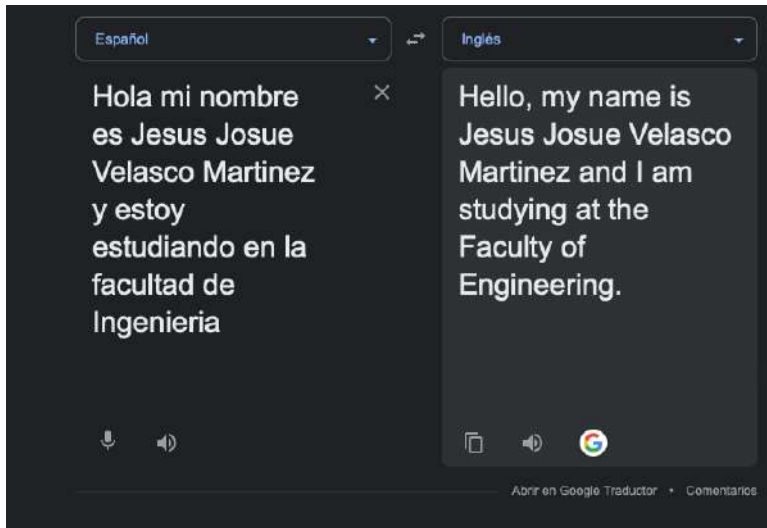 Español
Inglés
Hola mi nombre
es Jesus Josue
Velasco Martinez
y estoy
estudiando en la
facultad de
Ingenieria
Hello, my name is
Jesus Josue Velasco
Martinez and I am
studying at the
Faculty of
Engineering.
Abrir en Google Traductor • Comentarios